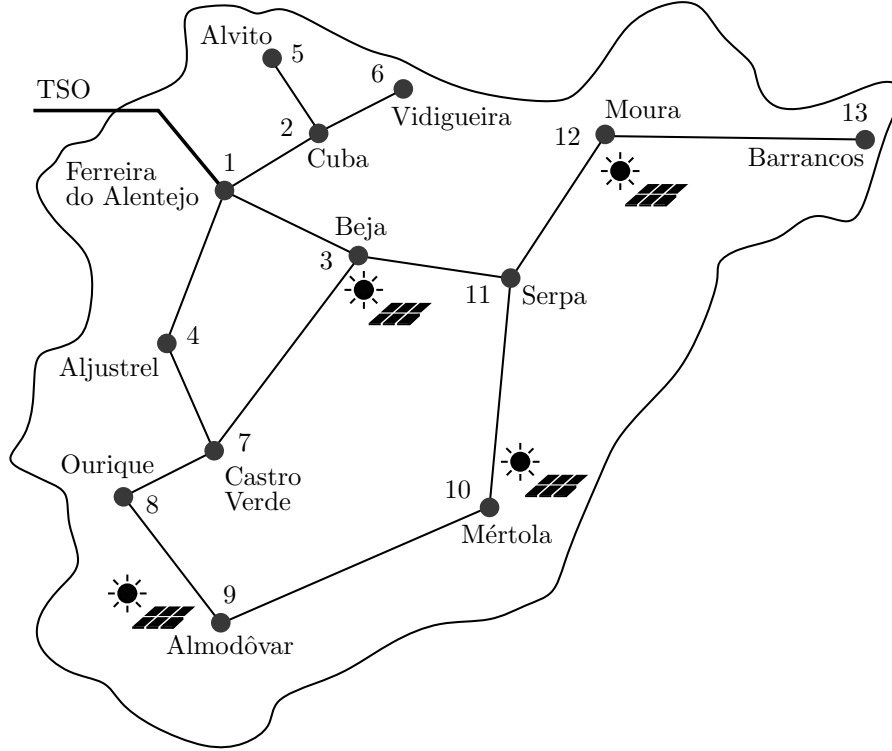 Alvito
5
6
TSO
Moura
13
Vidigueira
2
12
Cuba
Barrancos
1
Ferreira
do Alentejo
Beja
3
11
Serpa
4
Aljustrel
7
Ourique
Castro
Verde
8
10
Mértola
9
Almodôvar